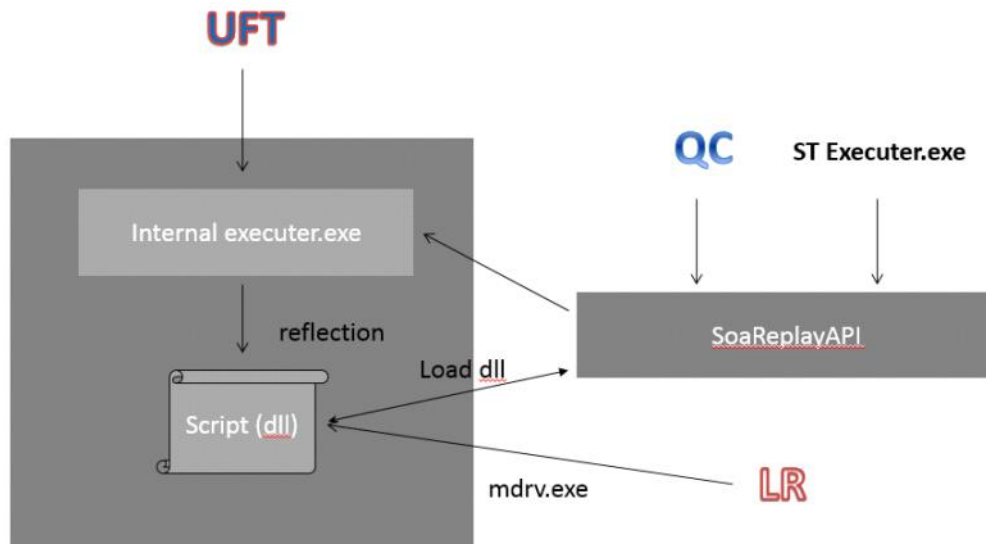 UFT
QC
ST Executer.exe
Internal executer.exe
reflection
SoaReplayAPI
Load dll
Script (dll)
mdrv.exe
LR